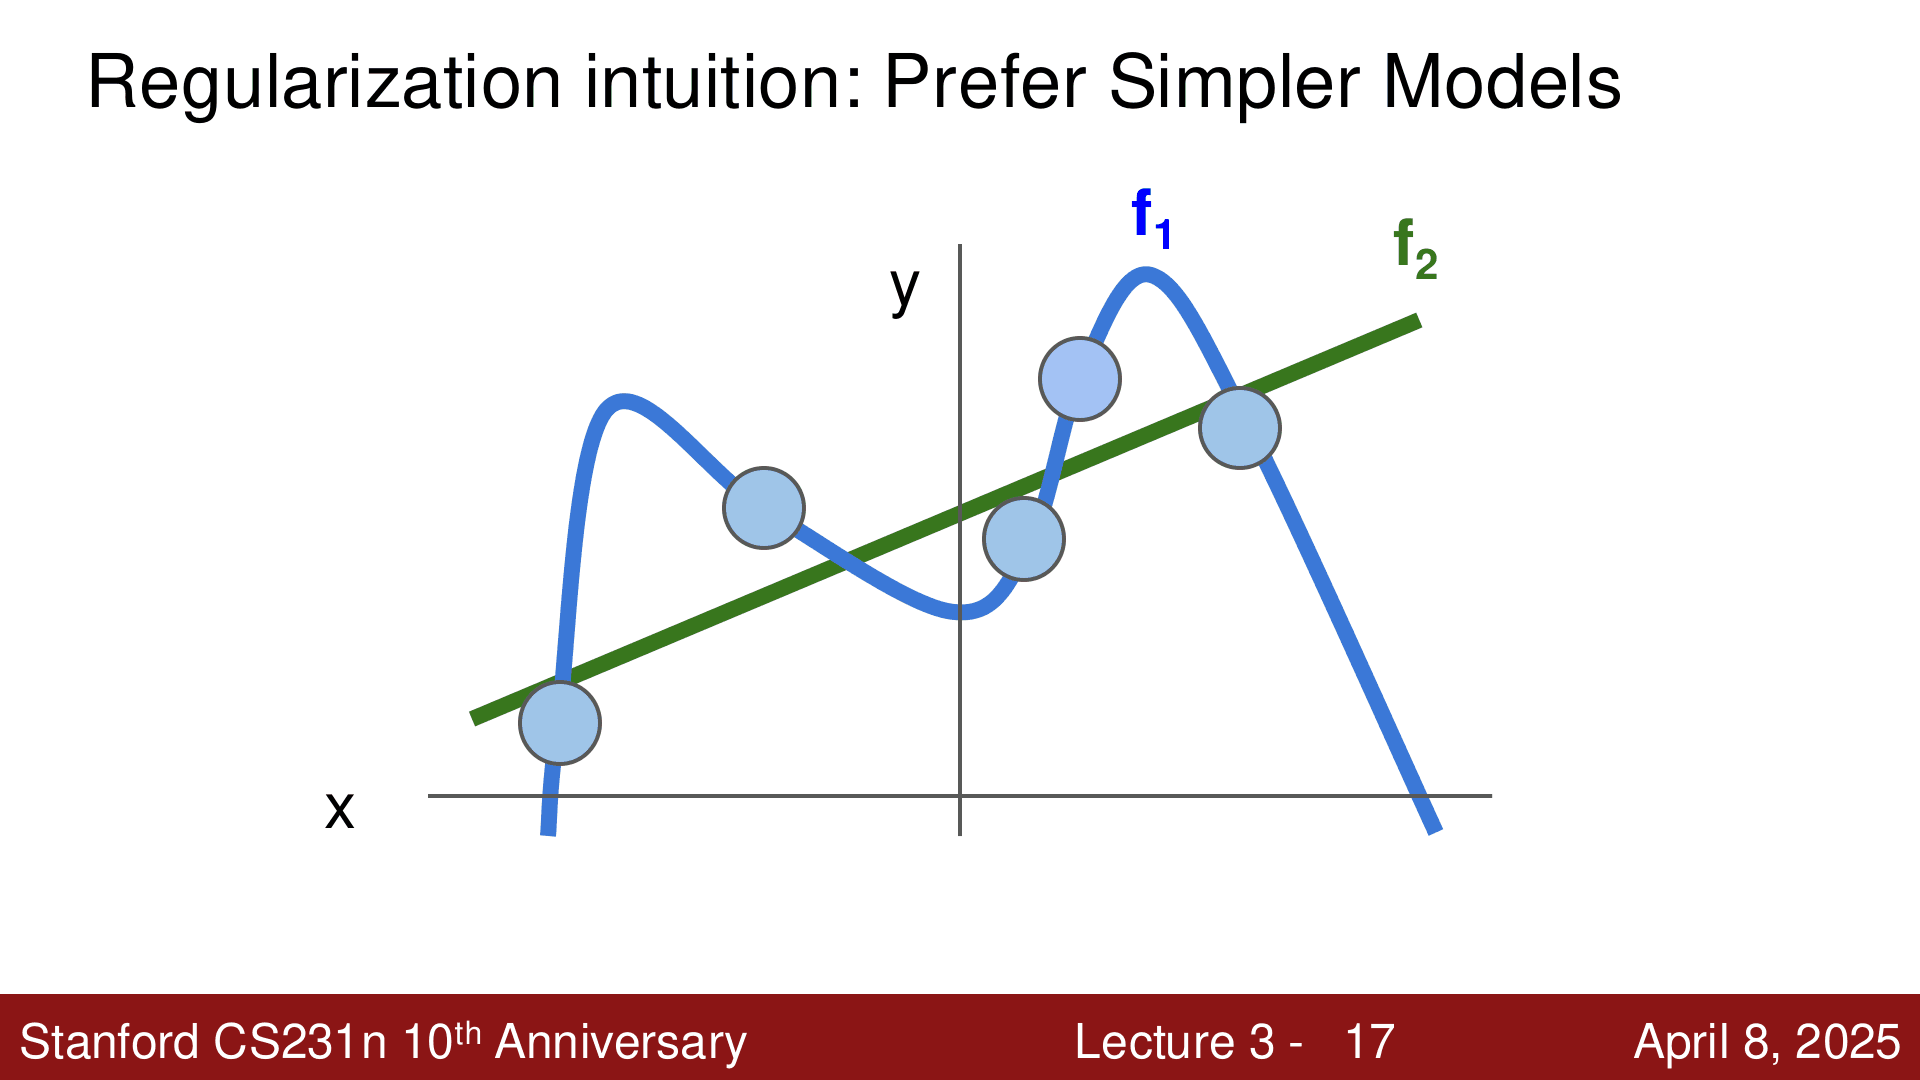 Regularization intuition: Prefer Simpler Models
f₁
f₂
y
x
Stanford CS231n 10ᵗʰ Anniversary
Lecture 3 - 17
April 8, 2025